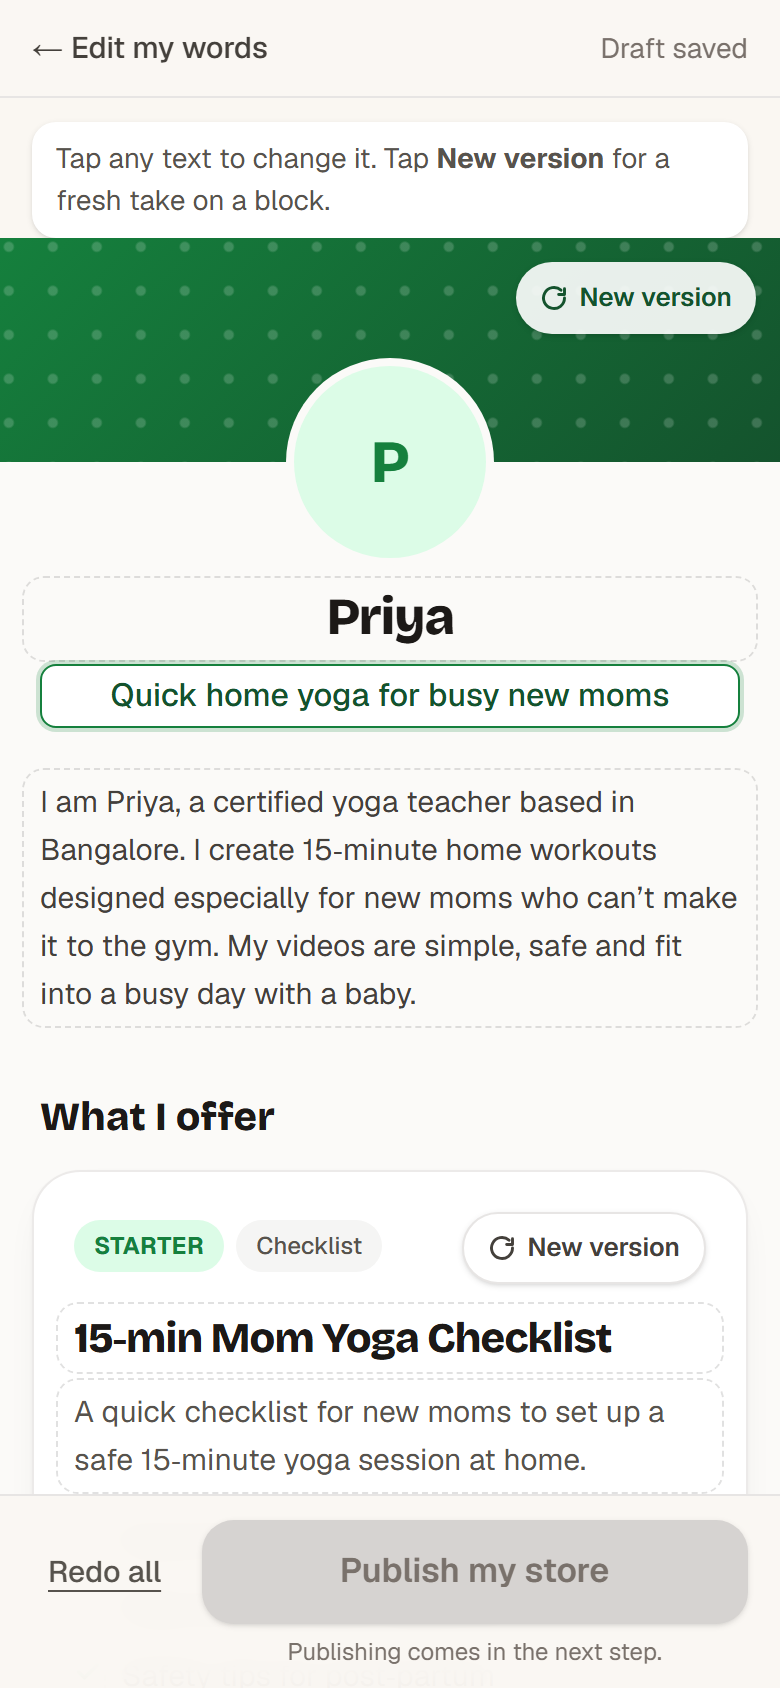 ← Edit my words
Draft saved
Tap any text to change it. Tap New version for a
fresh take on a block.
New version
P
Priya
Quick home yoga for busy new moms
I am Priya, a certified yoga teacher based in
Bangalore. I create 15-minute home workouts
designed especially for new moms who can’t make
it to the gym. My videos are simple, safe and fit
into a busy day with a baby.
What I offer
STARTER
Checklist
New version
15-min Mom Yoga Checklist
A quick checklist for new moms to set up a
safe 15-minute yoga session at home.
Redo all
Publish my store
Publishing comes in the next step.
Safety tips for post-partum